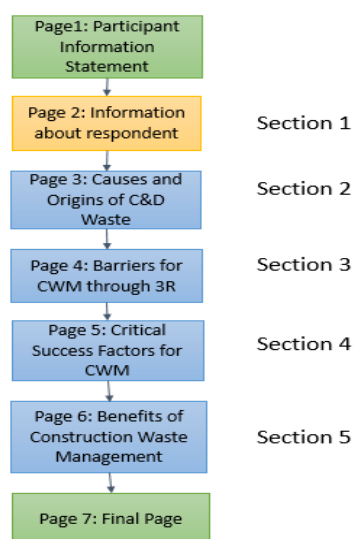 Page1: Participant
Information
Statement
Page 2: Information
about respondent
Section 1
Page 3: Causes and
Origins of C&D
Waste
Section 2
Page 4: Barriers for
CWM through 3R
Section 3
Page 5: Critical
Success Factors for
CWM
Section 4
Page 6: Benefits of
Construction Waste
Management
Section 5
Page 7: Final Page